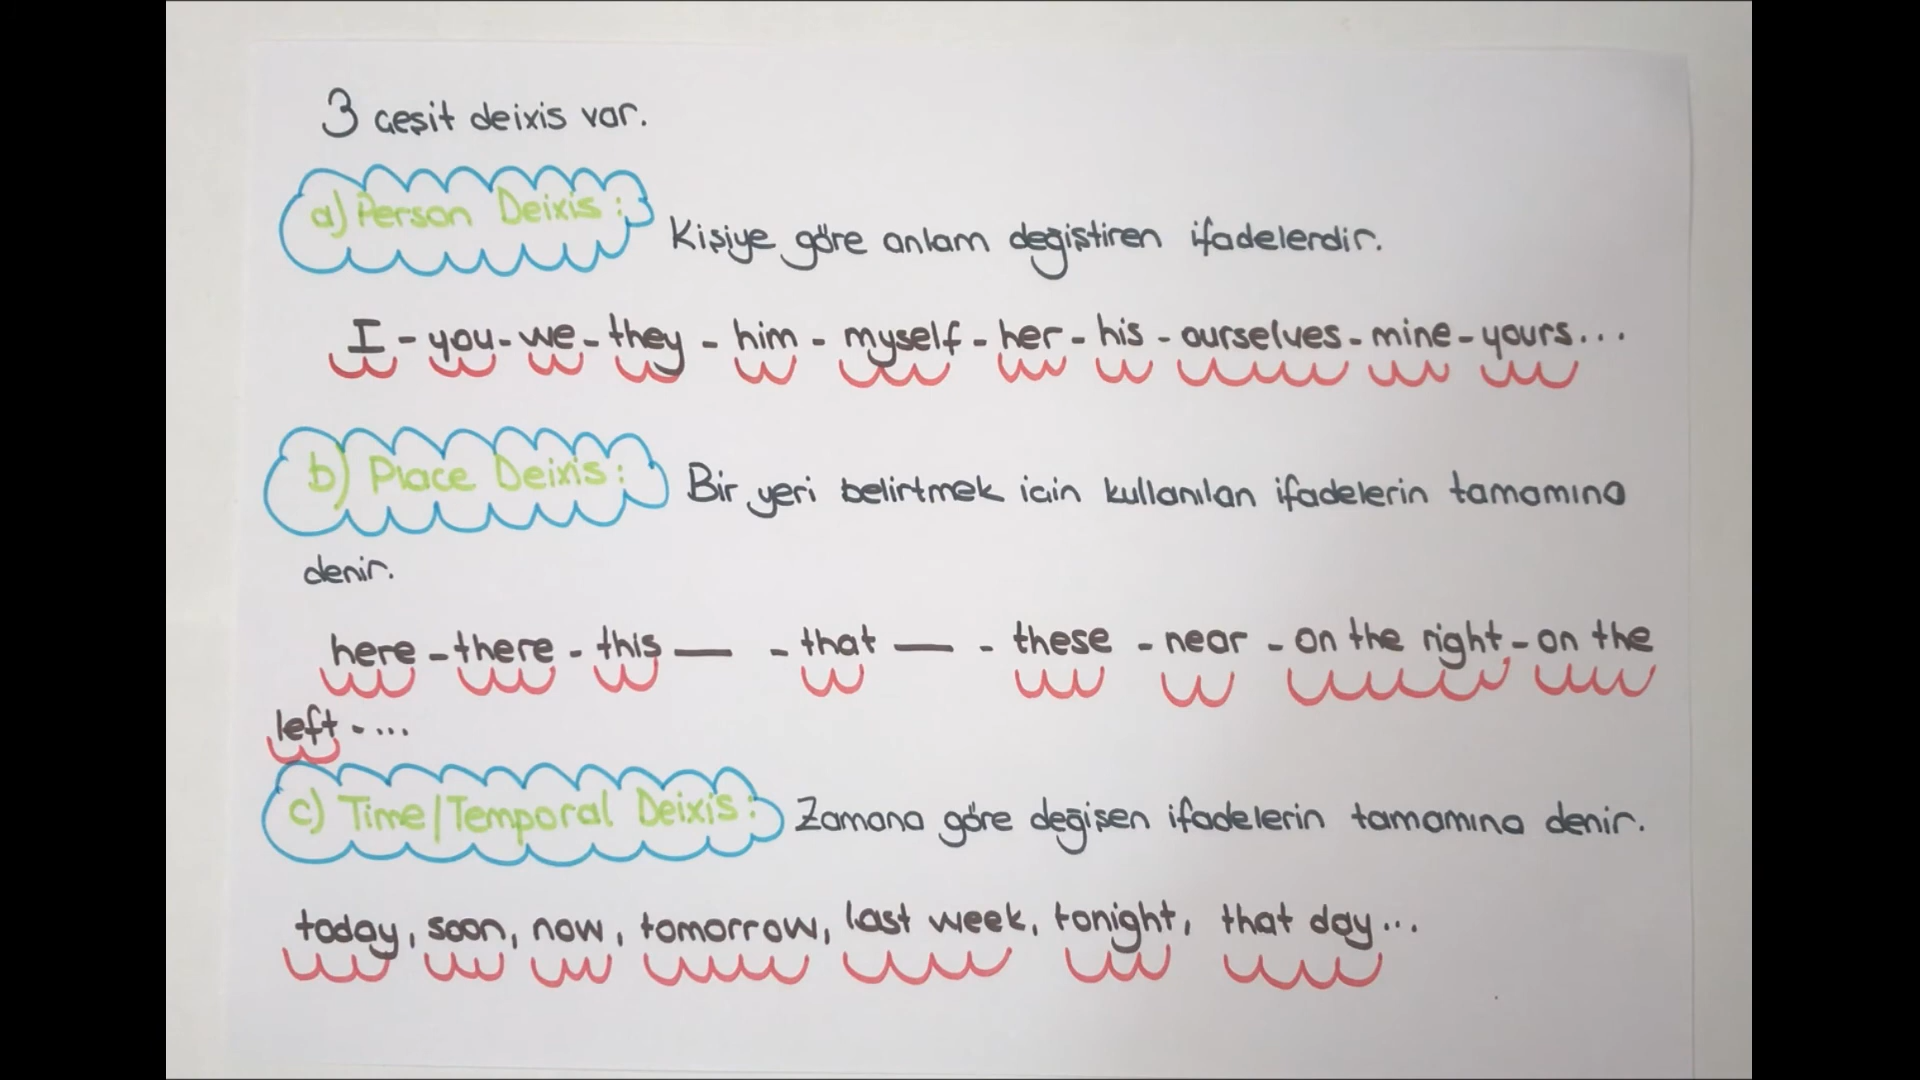 3 çeşit deixis var.
a) Person Deixis: Kişiye göre anlam değiştiren ifadelerdir.
I - you - we - they - him - myself - her - his - ourselves - mine - yours...
b) Place Deixis: Bir yeri belirtmek için kullanılan ifadelerin tamamına
denir.
here - there - this — - that — - these - near - on the right - on the
left - ...
c) Time/Temporal Deixis: Zamana göre değişen ifadelerin tamamına denir.
today, soon, now, tomorrow, last week, tonight, that day...